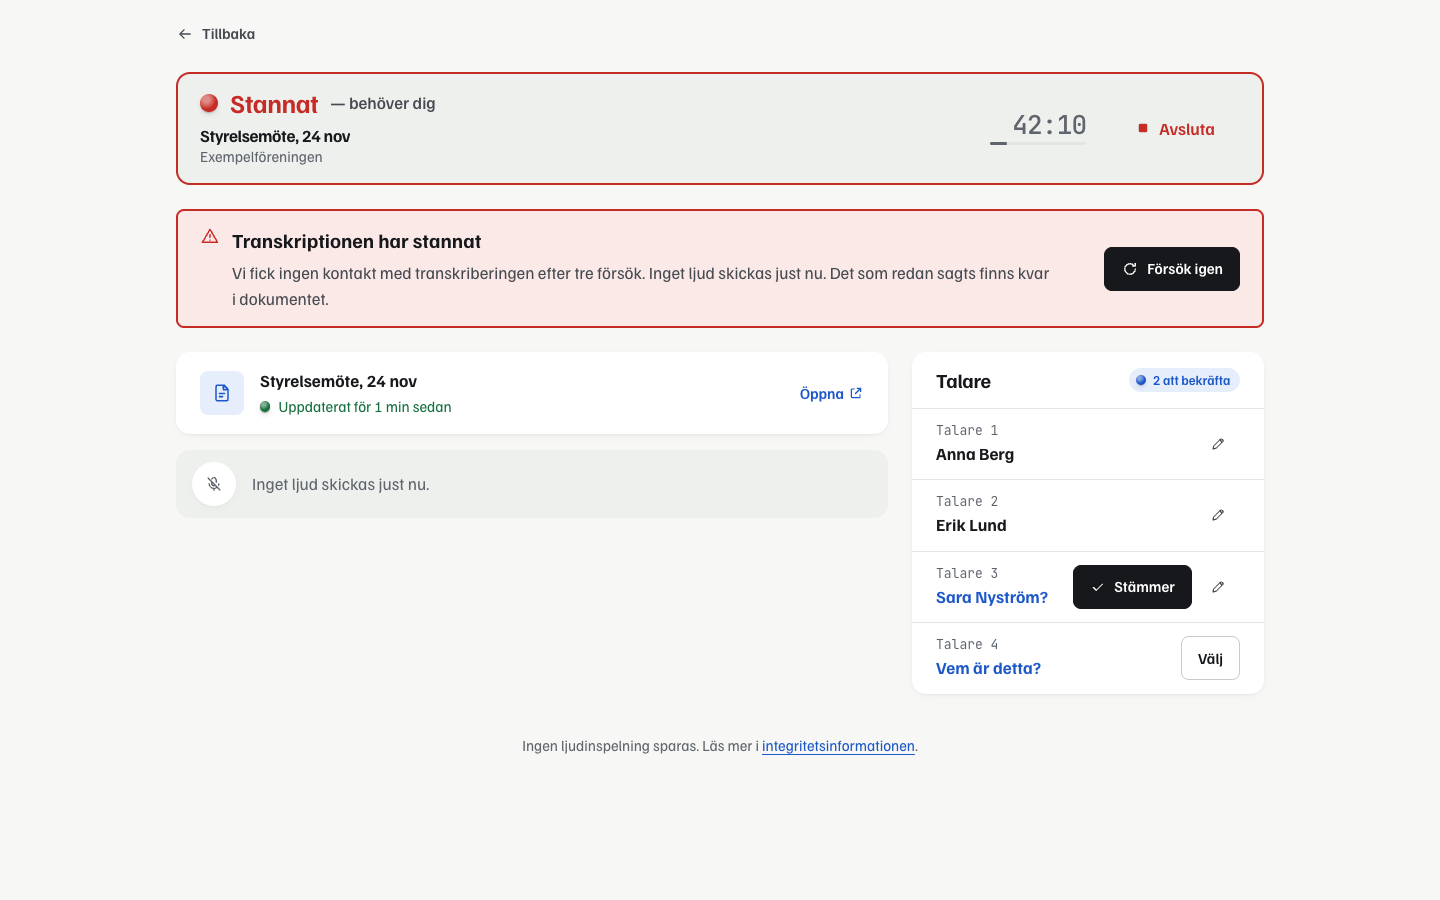 Tillbaka
Stannat — behöver dig
Styrelsemöte, 24 nov
Exempelföreningen
42:10
Avsluta
Transkriptionen har stannat
Vi fick ingen kontakt med transkriberingen efter tre försök. Inget ljud skickas just nu. Det som redan sagts finns kvar
i dokumentet.
Försök igen
Styrelsemöte, 24 nov
Uppdaterat för 1 min sedan
Öppna
Inget ljud skickas just nu.
Talare
2 att bekräfta
Talare 1
Anna Berg
Talare 2
Erik Lund
Talare 3
Sara Nyström?
Stämmer
Talare 4
Vem är detta?
Välj
Ingen ljudinspelning sparas. Läs mer i integritetsinformationen.